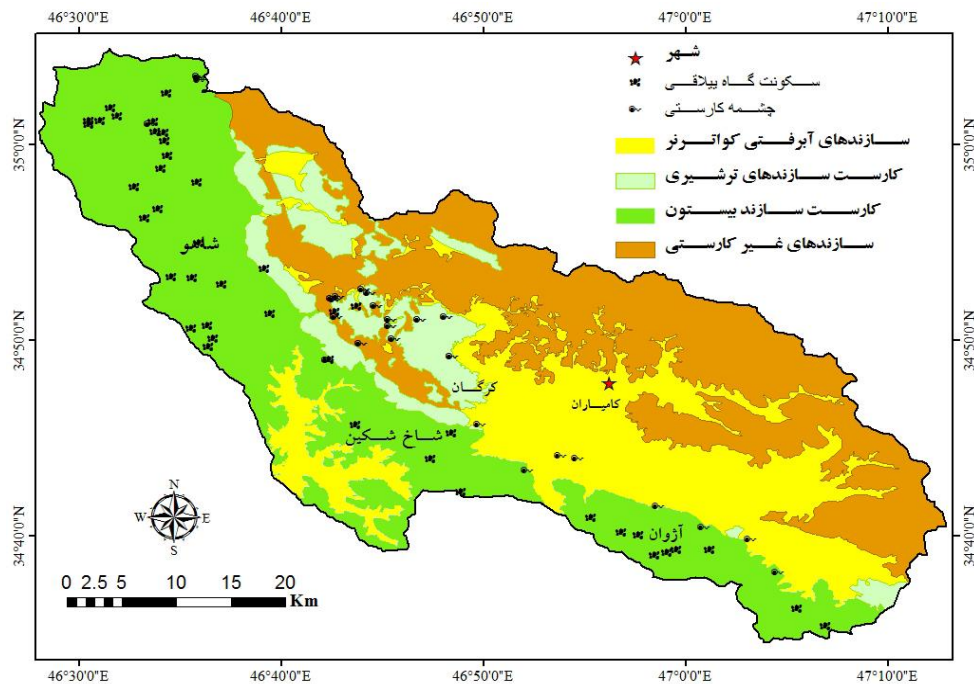 46°30'0"E 46°40'0"E 46°50'0"E 47°0'0"E 47°10'0"E
شهر
سکونت گاه ییلاقی
چشمه کارستی
سازندهای آبرفتی کواترنر
کارست سازندهای ترشیری
کارست سازند بیستون
سازندهای غیر کارستی
35°0'0"N 35°0'0"N
شاهو
34°50'0"N 34°50'0"N
کرگان
کامیاران
شاخ شکین
N
W E
S
34°40'0"N 34°40'0"N
آژوان
0 2.5 5 10 15 20
Km
46°30'0"E 46°40'0"E 46°50'0"E 47°0'0"E 47°10'0"E